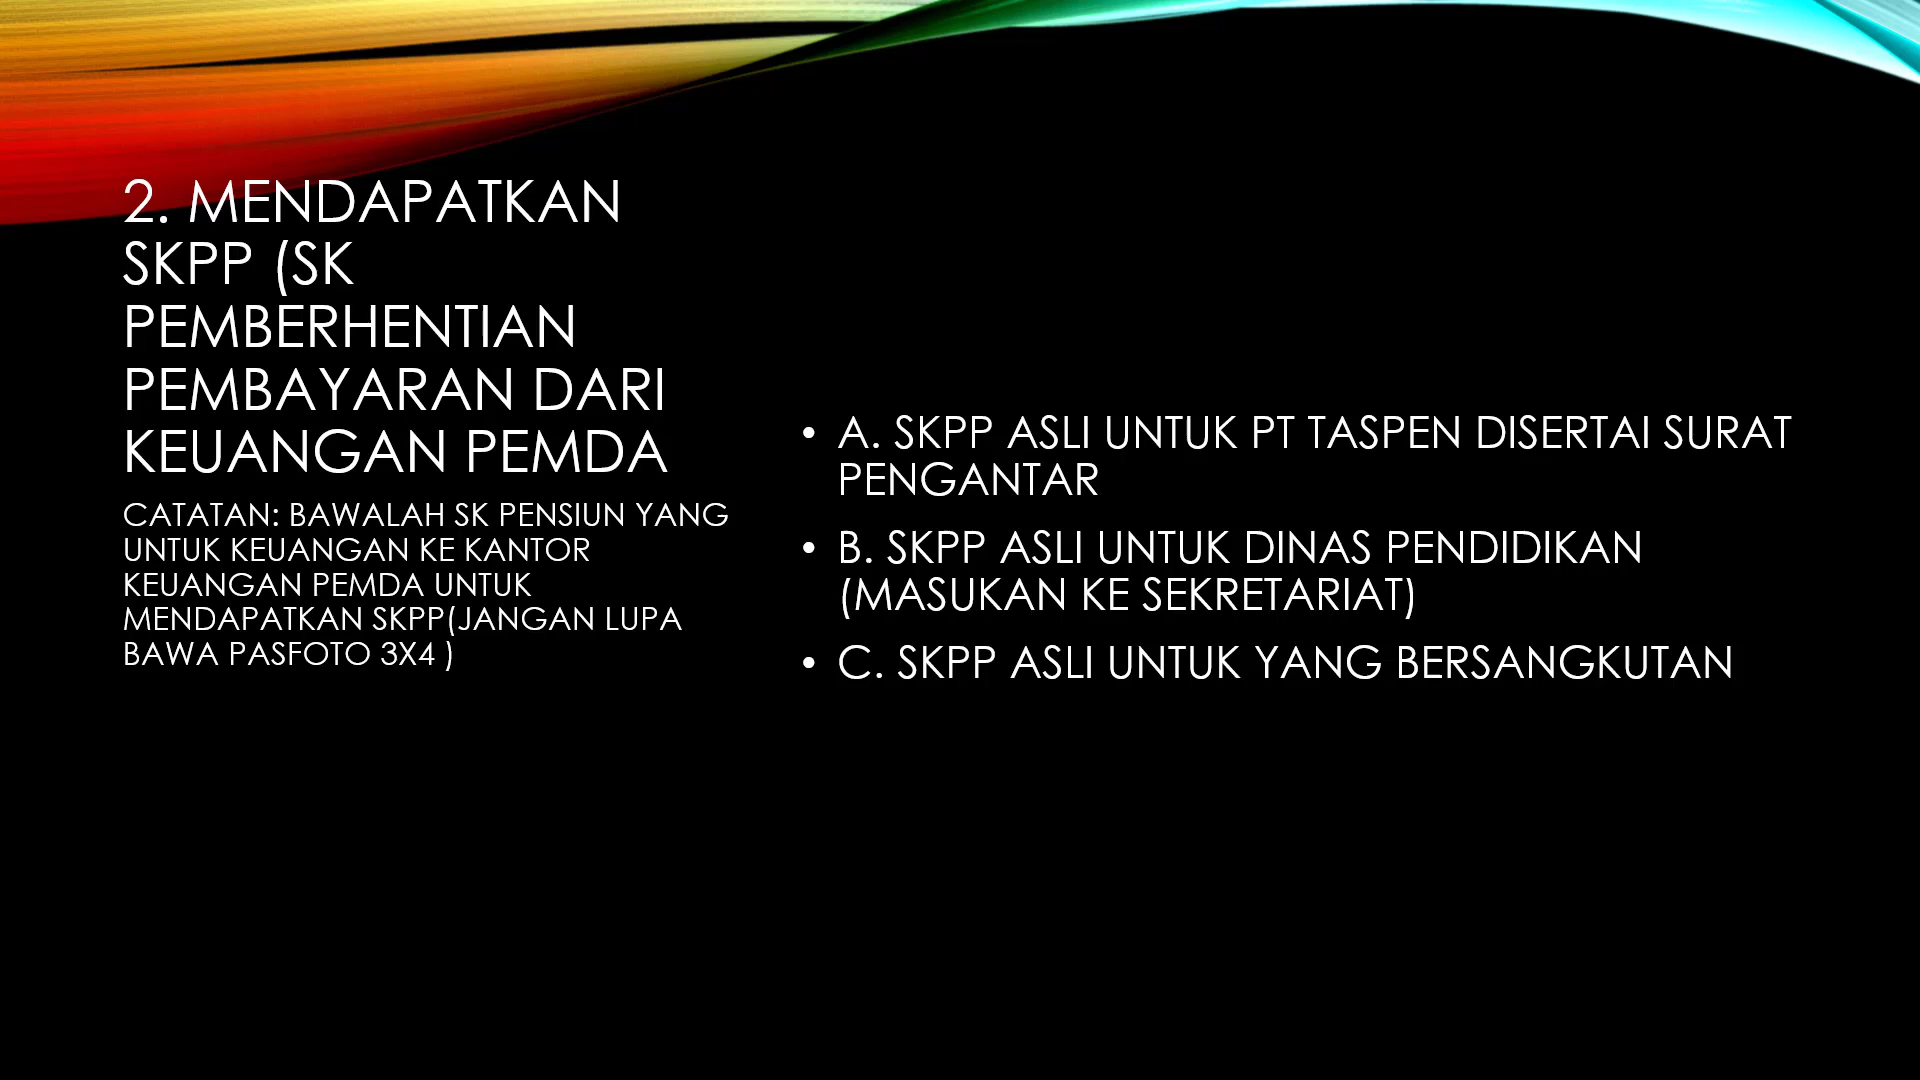 2. MENDAPATKAN
SKPP (SK
PEMBERHENTIAN
PEMBAYARAN DARI
KEUANGAN PEMDA
CATATAN: BAWALAH SK PENSIUN YANG
UNTUK KEUANGAN KE KANTOR
KEUANGAN PEMDA UNTUK
MENDAPATKAN SKPP(JANGAN LUPA
BAWA PASFOTO 3X4 )
• A. SKPP ASLI UNTUK PT TASPEN DISERTAI SURAT
PENGANTAR
• B. SKPP ASLI UNTUK DINAS PENDIDIKAN
(MASUKAN KE SEKRETARIAT)
• C. SKPP ASLI UNTUK YANG BERSANGKUTAN